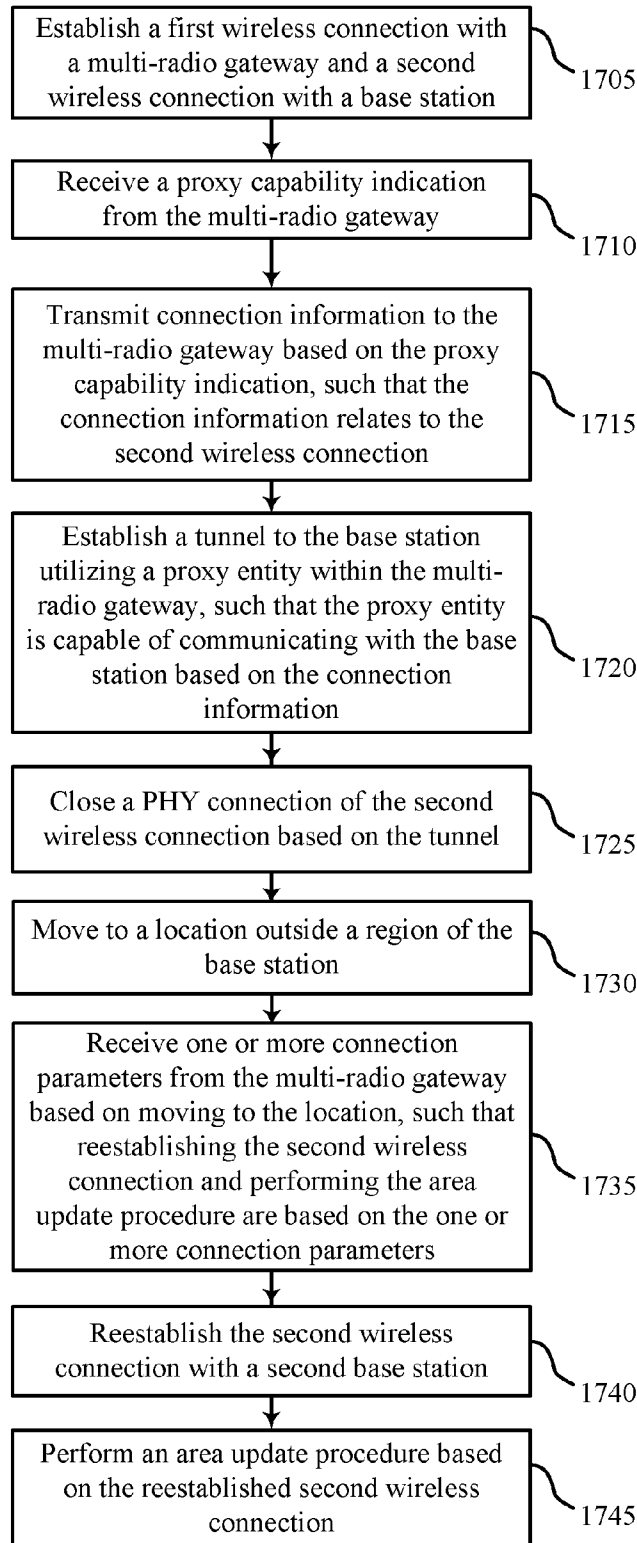 Establish a first wireless connection with
a multi-radio gateway and a second
wireless connection with a base station
1705
Receive a proxy capability indication
from the multi-radio gateway
1710
Transmit connection information to the
multi-radio gateway based on the proxy
capability indication, such that the
connection information relates to the
second wireless connection
1715
Establish a tunnel to the base station
utilizing a proxy entity within the multi-
radio gateway, such that the proxy entity
is capable of communicating with the base
station based on the connection
information
1720
Close a PHY connection of the second
wireless connection based on the tunnel
1725
Move to a location outside a region of the
base station
1730
Receive one or more connection
parameters from the multi-radio gateway
based on moving to the location, such that
reestablishing the second wireless
connection and performing the area
update procedure are based on the one or
more connection parameters
1735
Reestablish the second wireless
connection with a second base station
1740
Perform an area update procedure based
on the reestablished second wireless
connection
1745